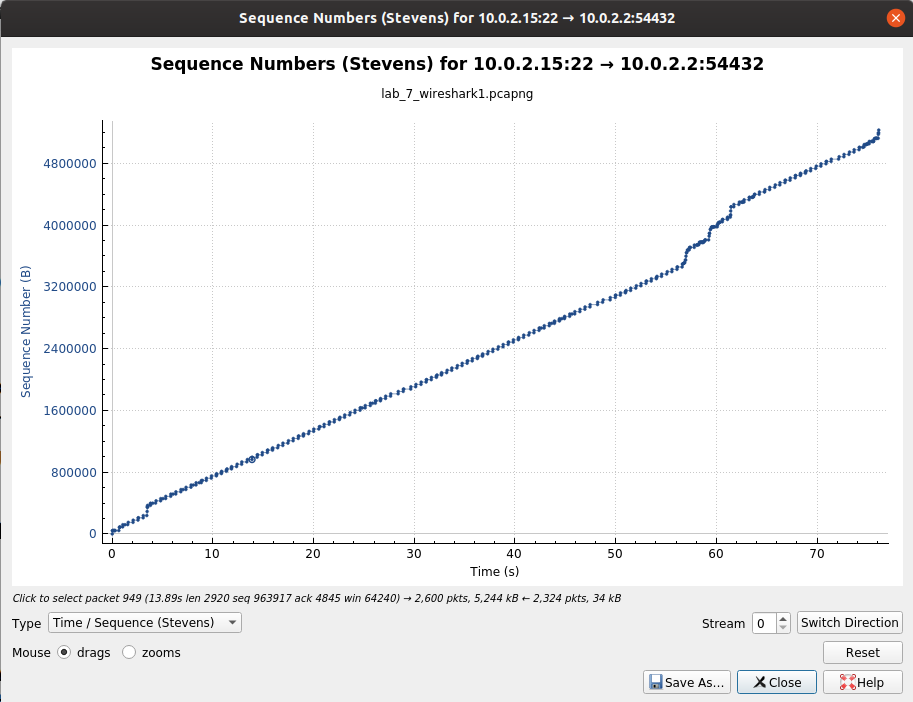 Sequence Numbers (Stevens) for 10.0.2.15:22 → 10.0.2.2:54432
Sequence Numbers (Stevens) for 10.0.2.15:22 → 10.0.2.2:54432
lab_7_wireshark1.pcapng
Sequence Number (B)
4800000
4000000
3200000
2400000
1600000
800000
0
0 10 20 30 40 50 60 70
Time (s)
Click to select packet 949 (13.89s len 2920 seq 963917 ack 4845 win 64240) → 2,600 pkts, 5,244 kB ← 2,324 pkts, 34 kB
Type Time / Sequence (Stevens) Stream 0 Switch Direction
Mouse drags zooms Reset
Save As... Close Help